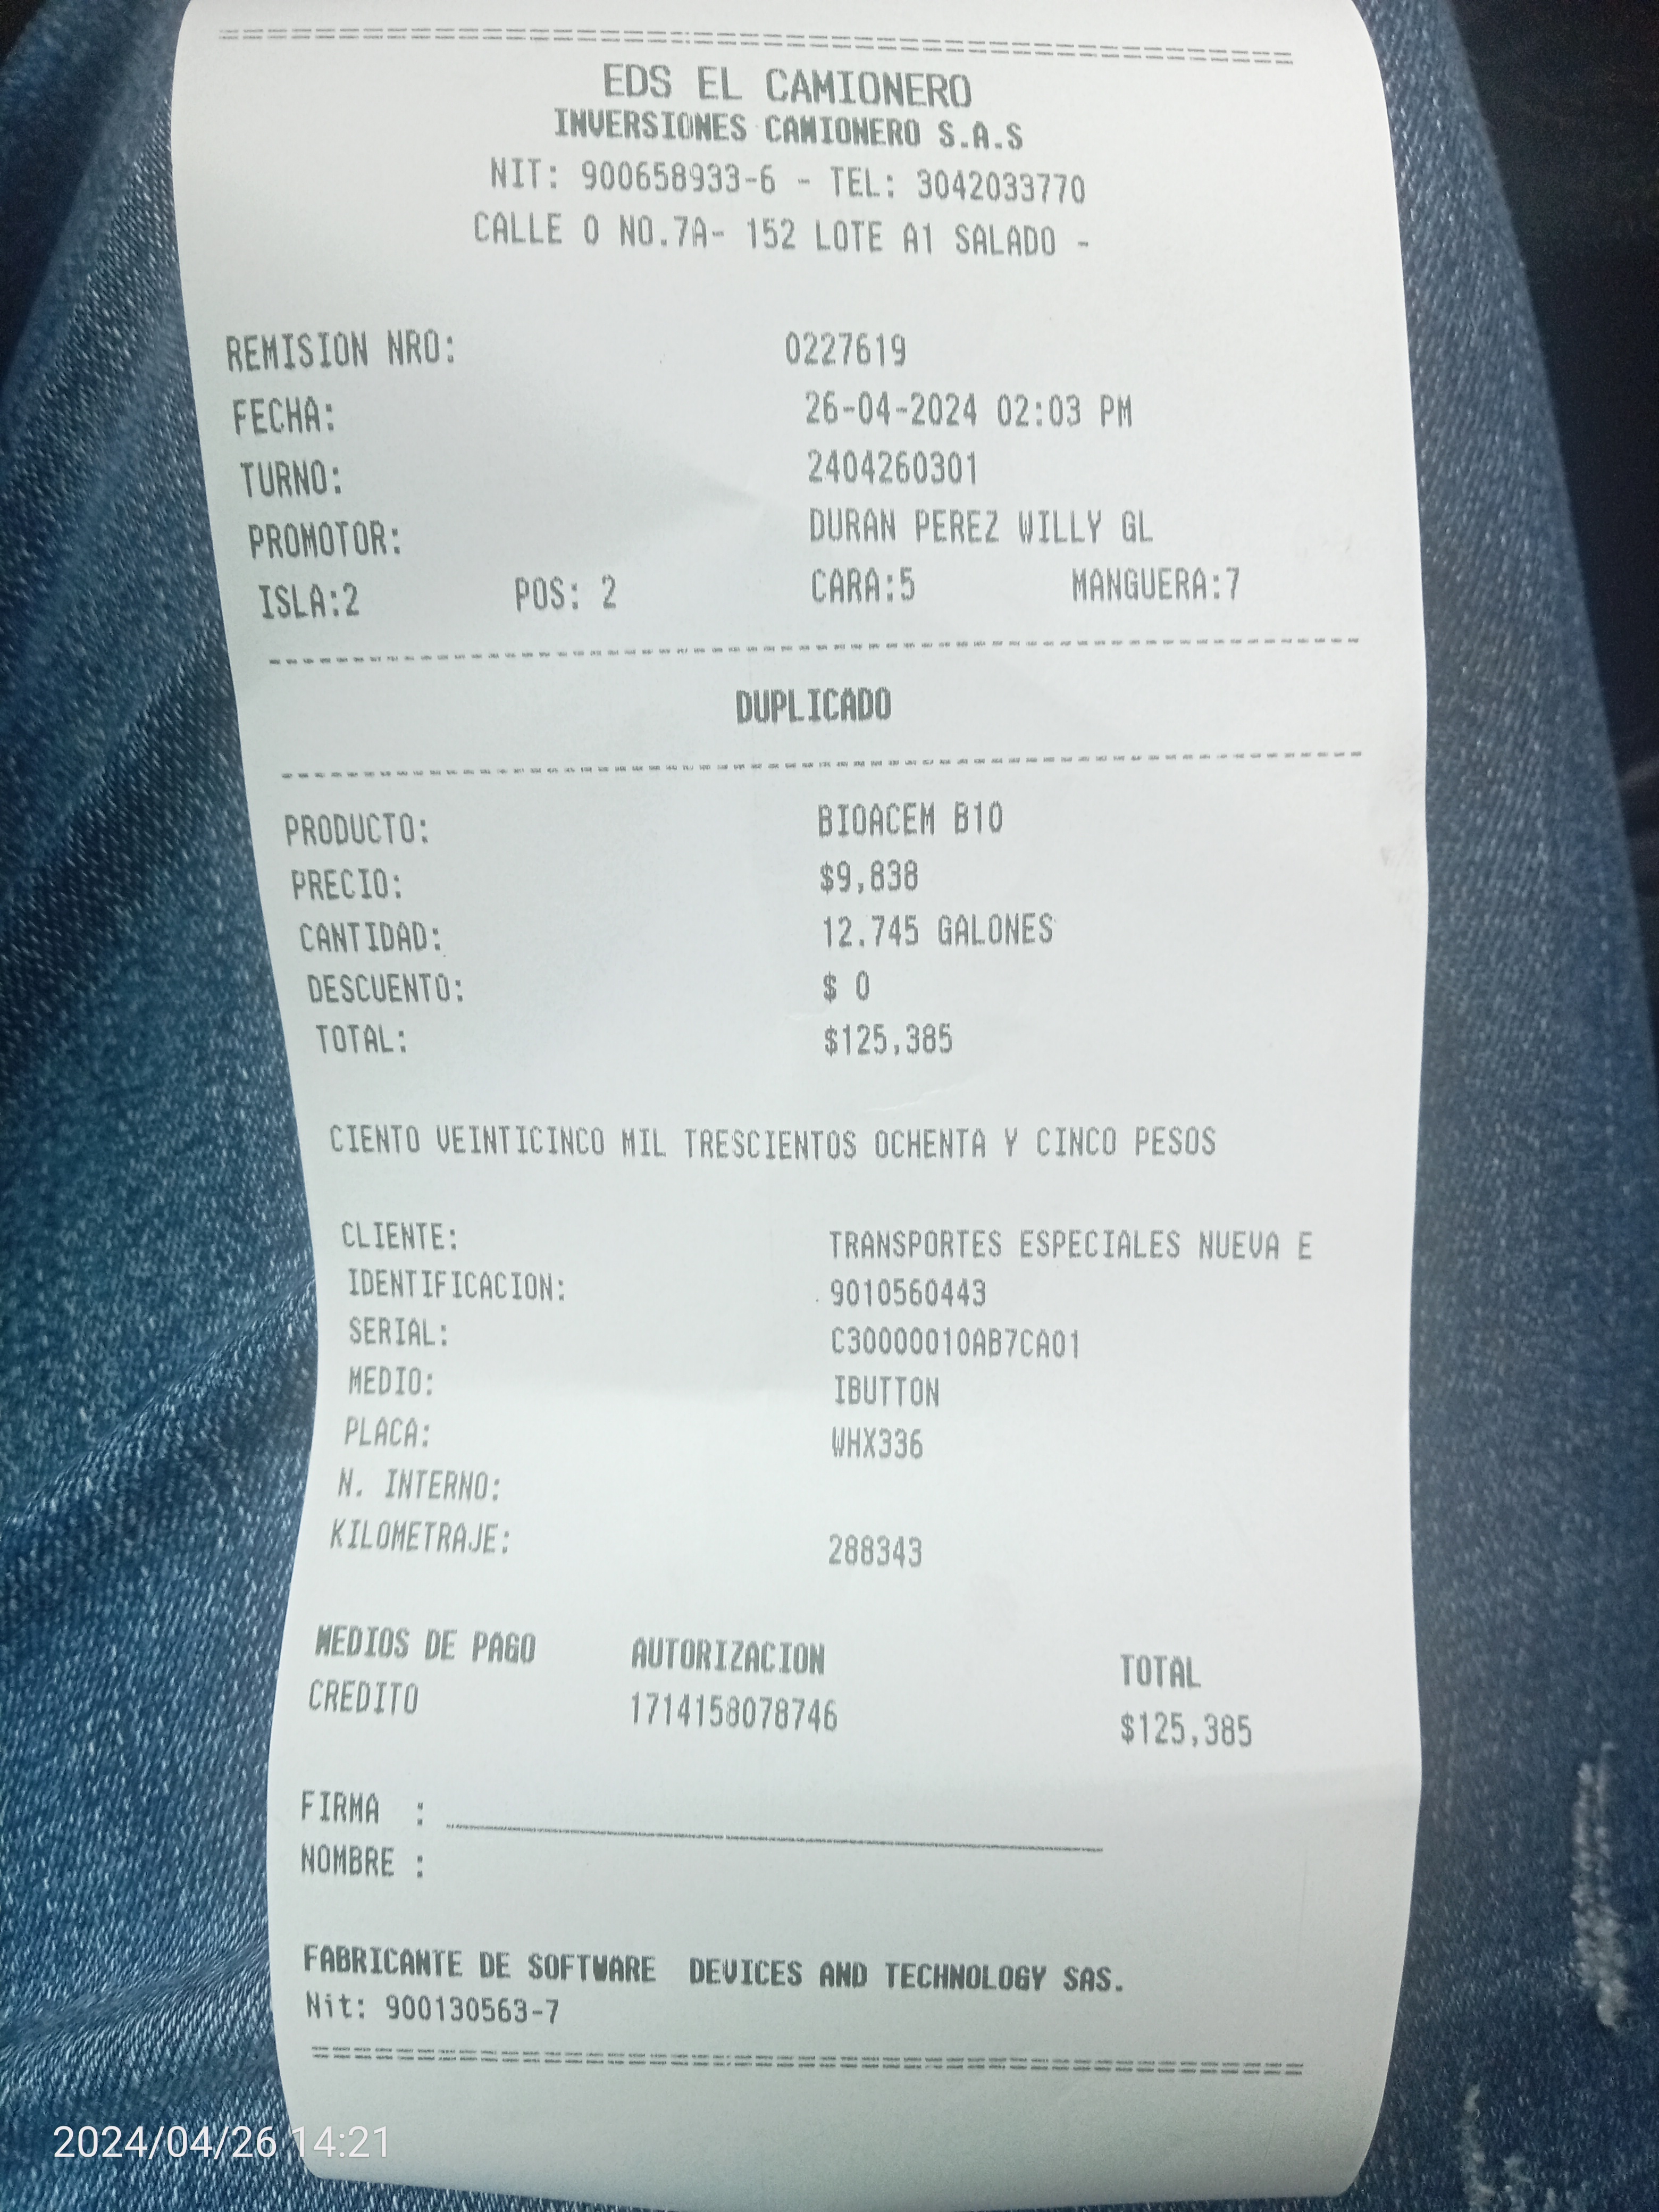 EDS EL CAMIONERO
INVERSIONES CAMIONERO S.A.S
NIT: 900658933-6 - TEL: 3042033770
CALLE 0 NO.7A- 152 LOTE A1 SALADO -
REMISION NRO: 0227619
FECHA: 26-04-2024 02:03 PM
TURNO: 2404260301
PROMOTOR: DURAN PEREZ WILLY GL
ISLA:2 POS: 2 CARA:5 MANGUERA:7
DUPLICADO
PRODUCTO: BIOACEM B10
PRECIO: $9,838
CANTIDAD: 12.745 GALONES
DESCUENTO: $ 0
TOTAL: $125,385
CIENTO VEINTICINCO MIL TRESCIENTOS OCHENTA Y CINCO PESOS
CLIENTE: TRANSPORTES ESPECIALES NUEVA E
IDENTIFICACION: 9010560443
SERIAL: C30000010AB7CA01
MEDIO: IBUTTON
PLACA: WHX336
N. INTERNO:
KILOMETRAJE: 288343
MEDIOS DE PAGO AUTORIZACION TOTAL
CREDITO 1714158078746 $125,385
FIRMA :
NOMBRE :
FABRICANTE DE SOFTWARE DEVICES AND TECHNOLOGY SAS.
Nit: 900130563-7
2024/04/26 14:21